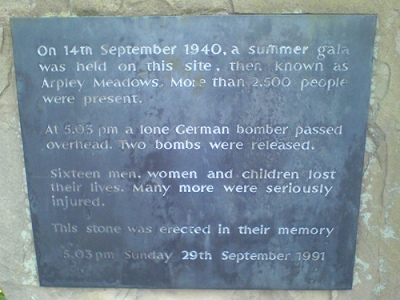 On 14th September 1940, a summer gala
was held on this site, then known as
Arpley Meadows. More than 2,500 people
were present.
At 5.03 pm a lone German bomber passed
overhead. Two bombs were released.
Sixteen men, women and children lost
their lives. Many more were seriously
injured.
This stone was erected in their memory
5.03 pm Sunday 29th September 1991